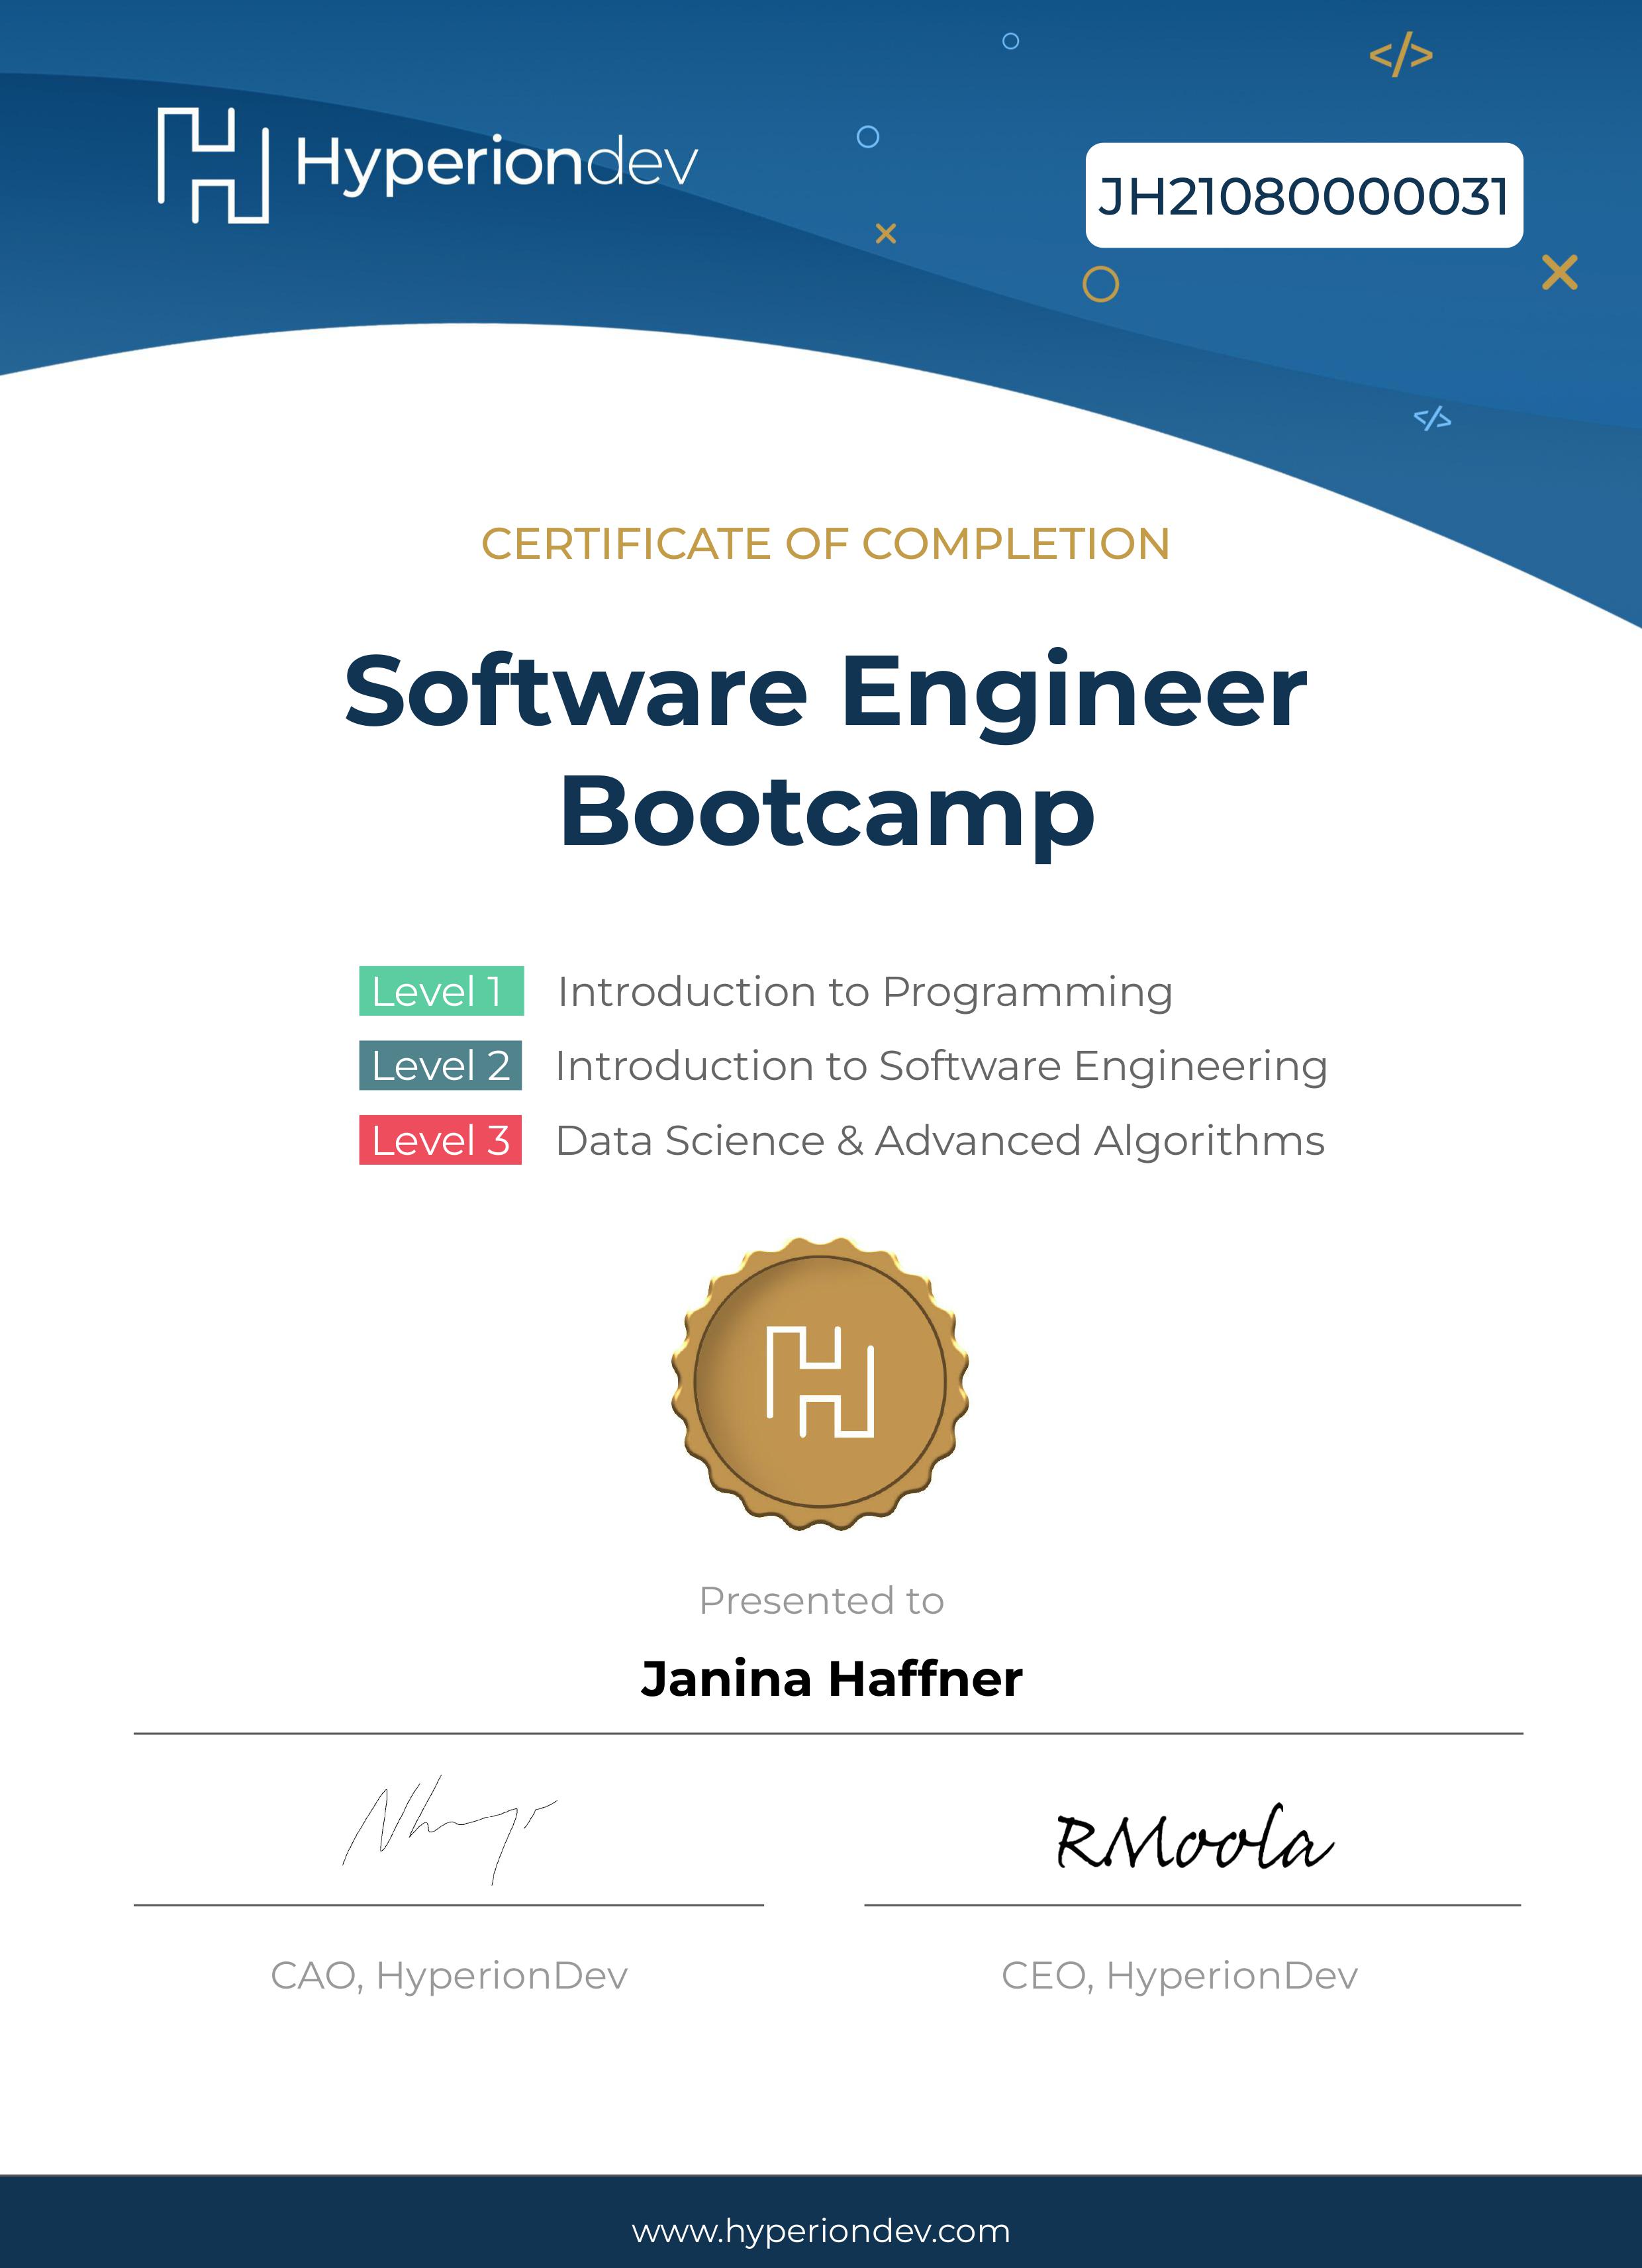 Hyperiondev
JH21080000031
CERTIFICATE OF COMPLETION
Software Engineer
Bootcamp
Level 1 Introduction to Programming
Level 2 Introduction to Software Engineering
Level 3 Data Science & Advanced Algorithms
Presented to
Janina Haffner
RMoola
CAO, HyperionDev
CEO, HyperionDev
www.hyperiondev.com